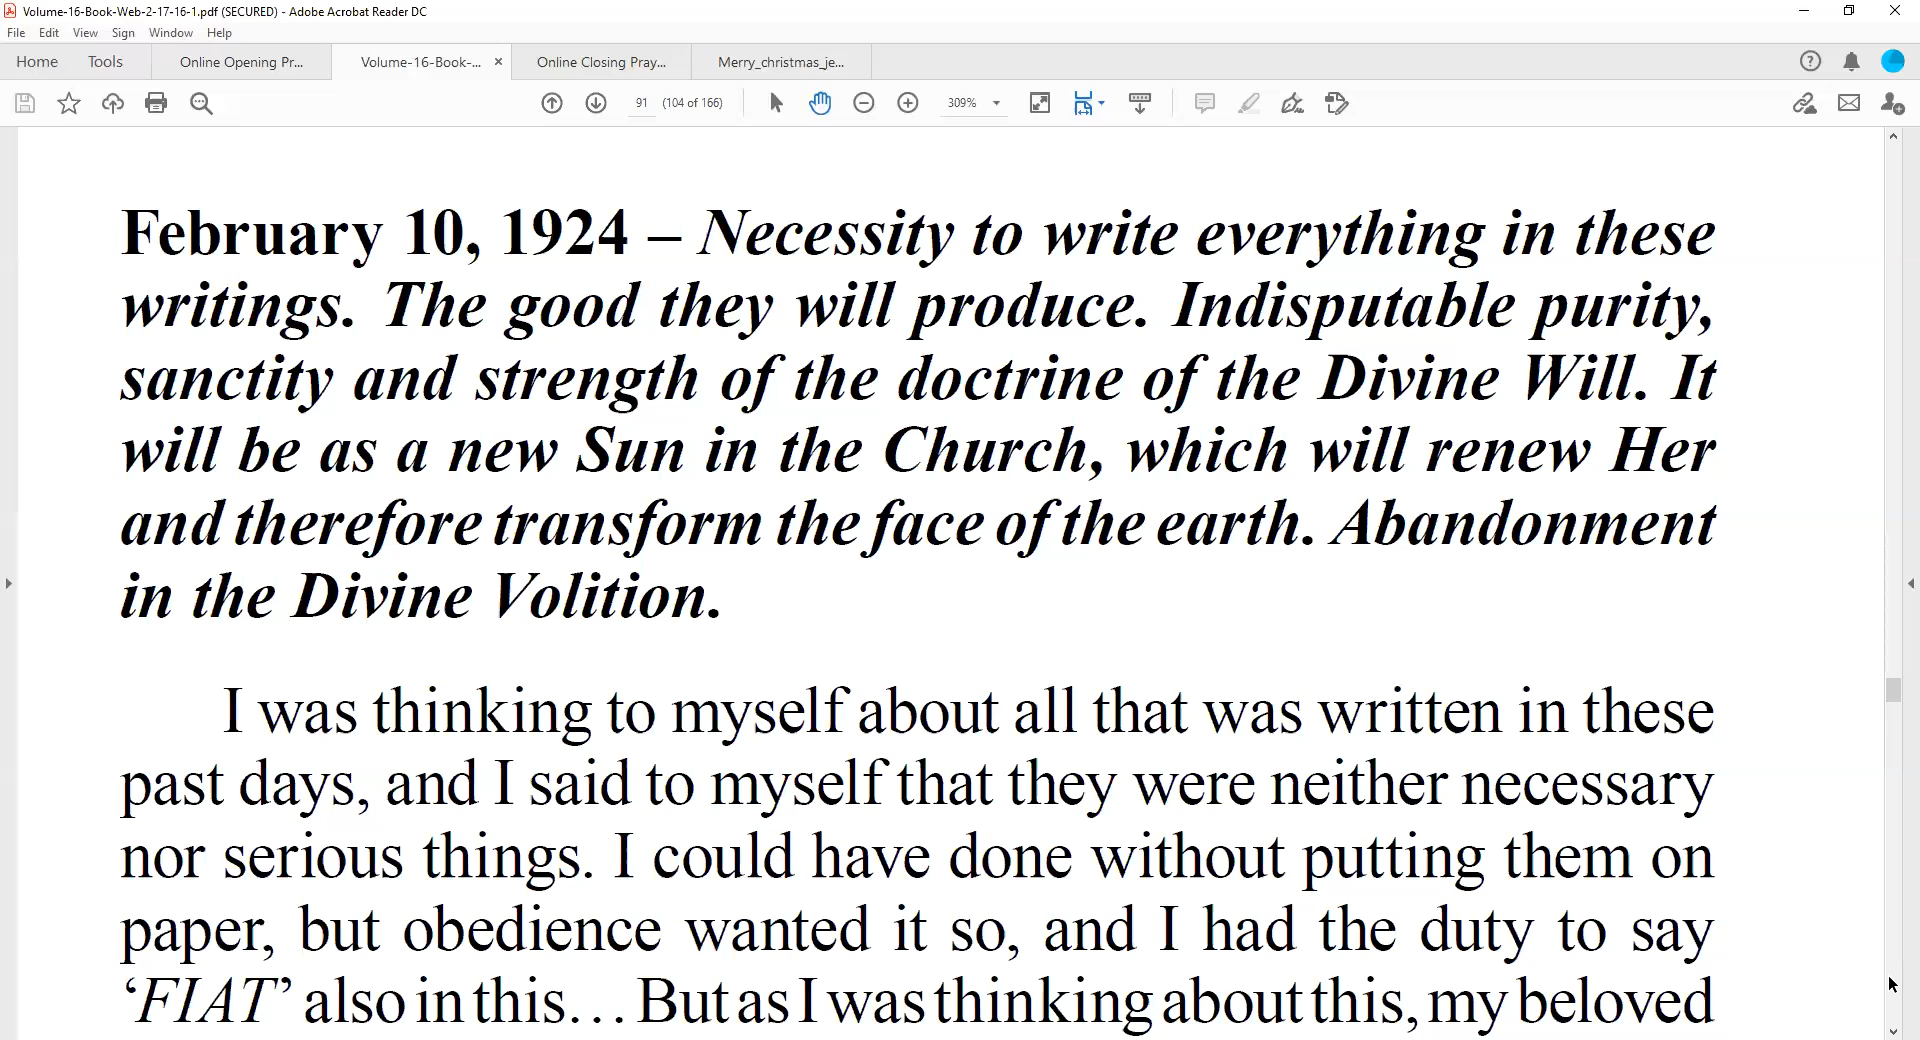 Volume-16-Book-Web-2-17-16-1.pdf (SECURED) - Adobe Acrobat Reader DC
File Edit View Sign Window Help
Home Tools Online Opening Pr... Volume-16-Book-... × Online Closing Pray... Merry_christmas_je...
91 (104 of 166) 309%
February 10, 1924 – Necessity to write everything in these
writings. The good they will produce. Indisputable purity,
sanctity and strength of the doctrine of the Divine Will. It
will be as a new Sun in the Church, which will renew Her
and therefore transform the face of the earth. Abandonment
in the Divine Volition.
I was thinking to myself about all that was written in these
past days, and I said to myself that they were neither necessary
nor serious things. I could have done without putting them on
paper, but obedience wanted it so, and I had the duty to say
‘FIAT’ also in this… But as I was thinking about this, my beloved